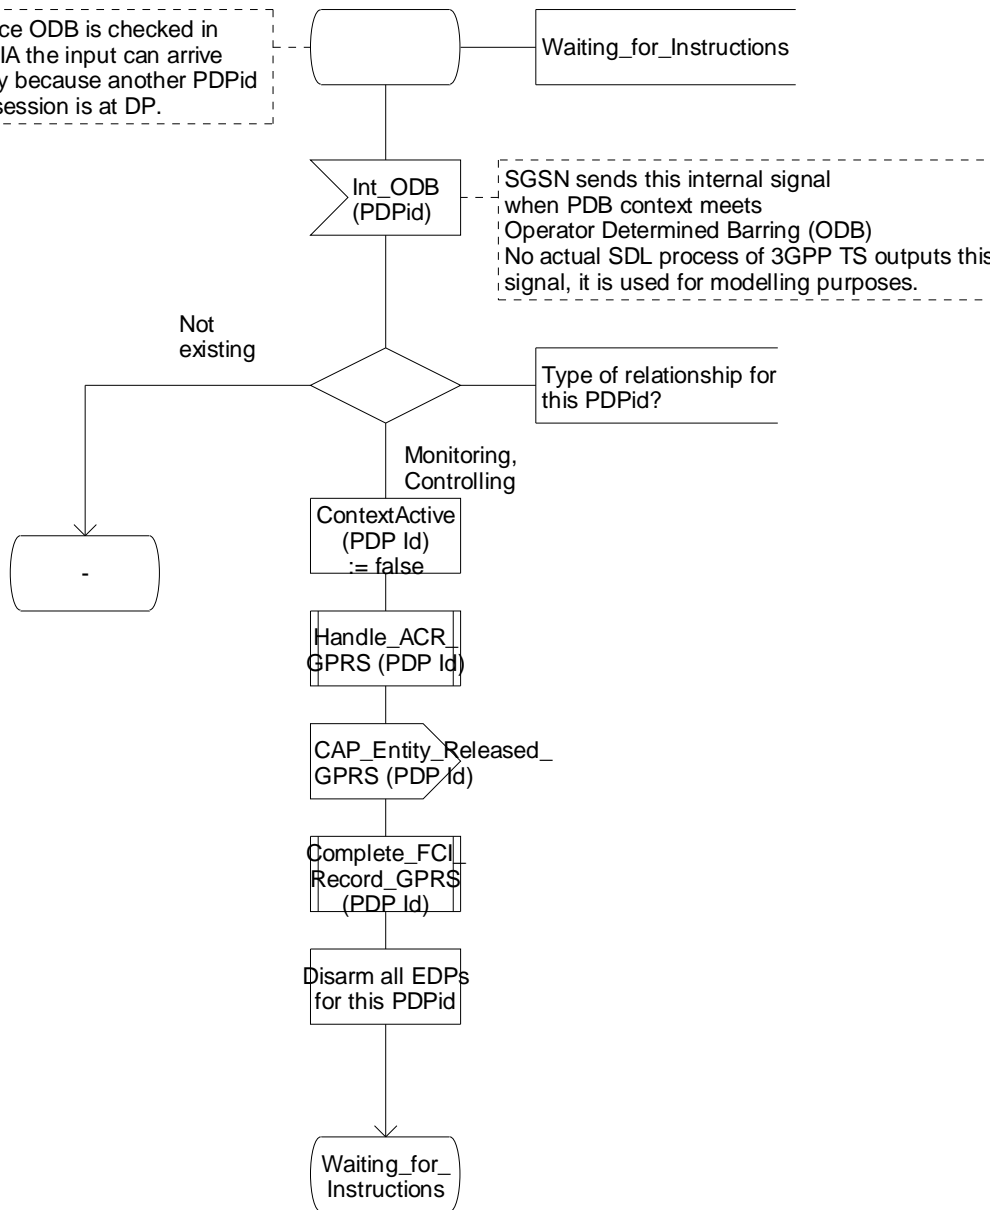 ce ODB is checked in
IA the input can arrive
y because another PDPid
session is at DP.
Waiting_for_Instructions
Int_ODB
(PDPid)
SGSN sends this internal signal
when PDB context meets
Operator Determined Barring (ODB)
No actual SDL process of 3GPP TS outputs this
signal, it is used for modelling purposes.
Not
existing
Type of relationship for
this PDPid?
Monitoring,
Controlling
ContextActive
(PDP Id)
:= false
-
Handle_ACR_
GPRS (PDP Id)
CAP_Entity_Released_
GPRS (PDP Id)
Complete_FCI_
Record_GPRS
(PDP Id)
Disarm all EDPs
for this PDPid
Waiting_for_
Instructions